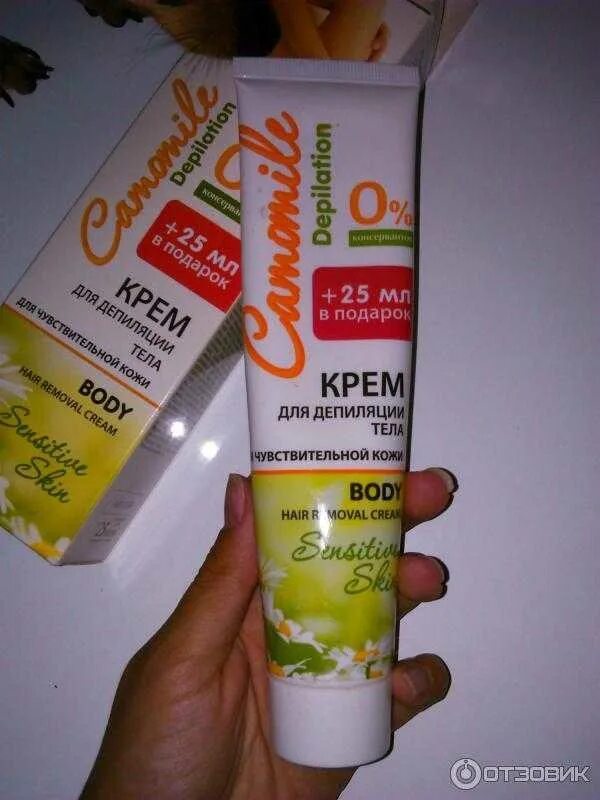 Camomile
Depilation
0
консервантов
+25 мл
в подарок
КРЕМ
ДЛЯ ДЕПИЛЯЦИИ
ТЕЛА
ДЛЯ ЧУВСТВИТЕЛЬНОЙ КОЖИ
BODY
HAIR REMOVAL CREAM
Sensitive
Skin
Camomile
Depilation
0%
консервантов
+25 мл
в подарок
КРЕМ
ДЛЯ ДЕПИЛЯЦИИ
ТЕЛА
ЧУВСТВИТЕЛЬНОЙ КОЖИ
BODY
HAIR REMOVAL CREAM
Sensitive
Skin
ОТЗОВИК